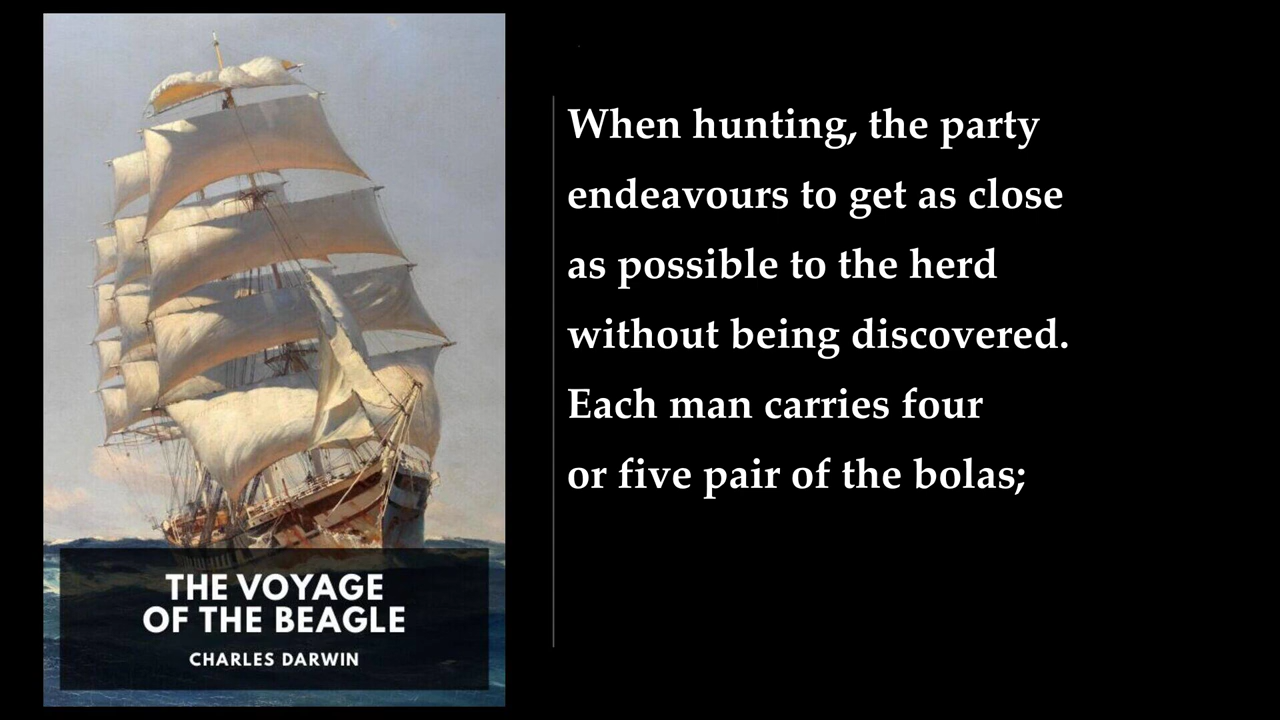 THE VOYAGE
OF THE BEAGLE
CHARLES DARWIN
When hunting, the party
endeavours to get as close
as possible to the herd
without being discovered.
Each man carries four
or five pair of the bolas;